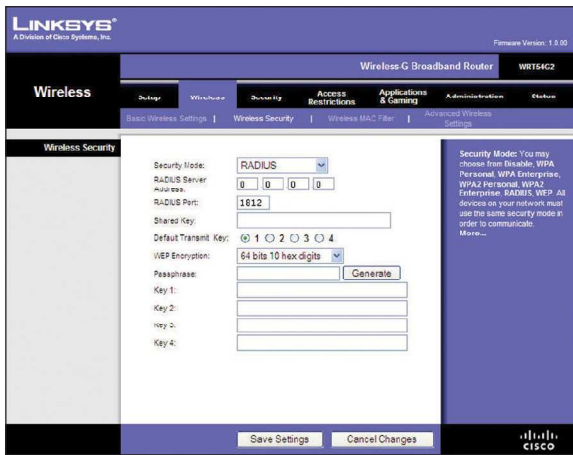 LINKSYS®
A Division of Cisco Systems, Inc.
Firmware Version: 1.0.00
Wireless-G Broadband Router WRT54G2
Wireless
Setup Wireless Security Access Restrictions Applications & Gaming Administration Status
Basic Wireless Settings | Wireless Security | Wireless MAC Filter | Advanced Wireless Settings
Wireless Security
Security Mode: RADIUS
RADIUS Server Address: 0 0 0 0
RADIUS Port: 1812
Shared Key:
Default Transmit Key: 1 2 3 4
WEP Encryption: 64 bits 10 hex digits
Passphrase: Generate
Key 1:
Key 2:
Key 3:
Key 4:
Security Mode: You may
choose from Disable, WPA
Personal, WPA Enterprise,
WPA2 Personal, WPA2
Enterprise, RADIUS, WEP. All
devices on your network must
use the same security mode in
order to communicate.
More...
Save Settings Cancel Changes
CISCO